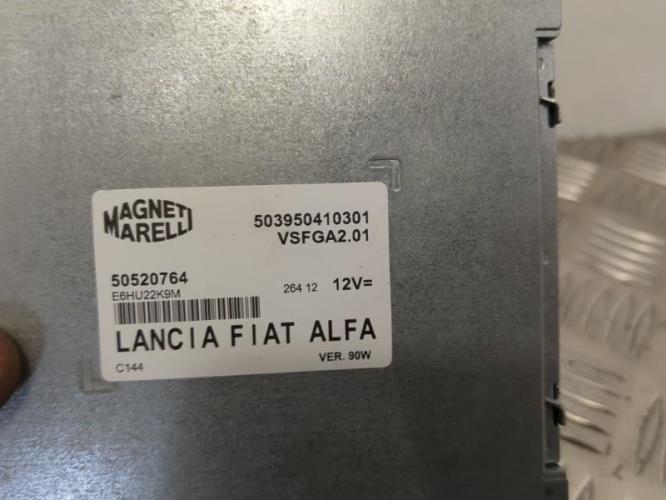 MAGNETI
MARELLI
503950410301
VSFGA2.01
50520764
E6HU22K9M
264 12 12V=
LANCIA FIAT ALFA
C144 VER. 90W